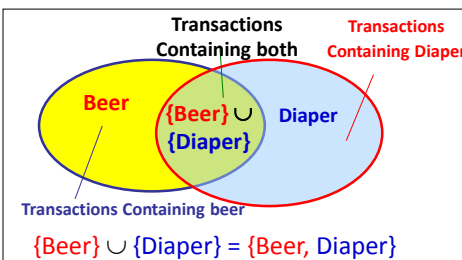 Transactions
Containing both
Transactions
Containing Diaper
Beer
{Beer} ∪
{Diaper}
Diaper
Transactions Containing beer
{Beer} ∪ {Diaper} = {Beer, Diaper}